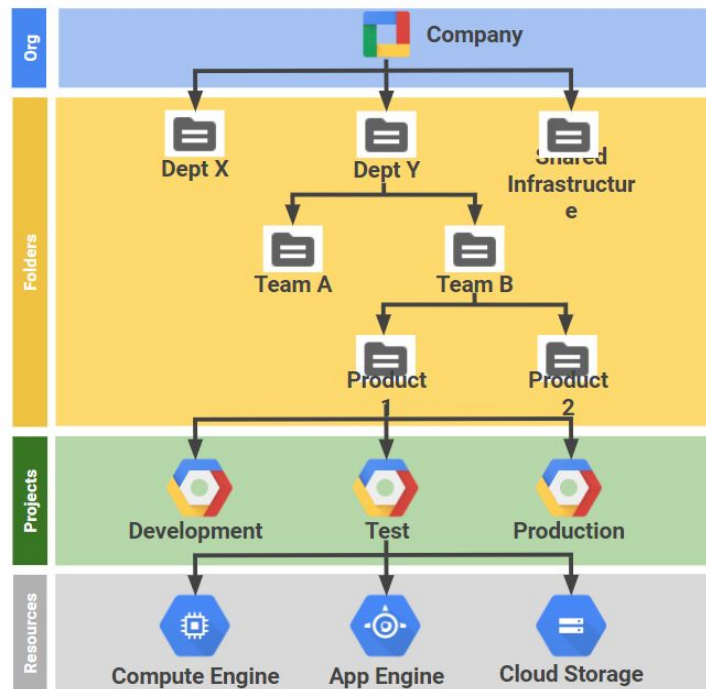 Org
Company
Folders
Dept X
Dept Y
Shared
Infrastructur
e
Team A
Team B
Product
1
Product
2
Projects
Development
Test
Production
Resources
Compute Engine
App Engine
Cloud Storage